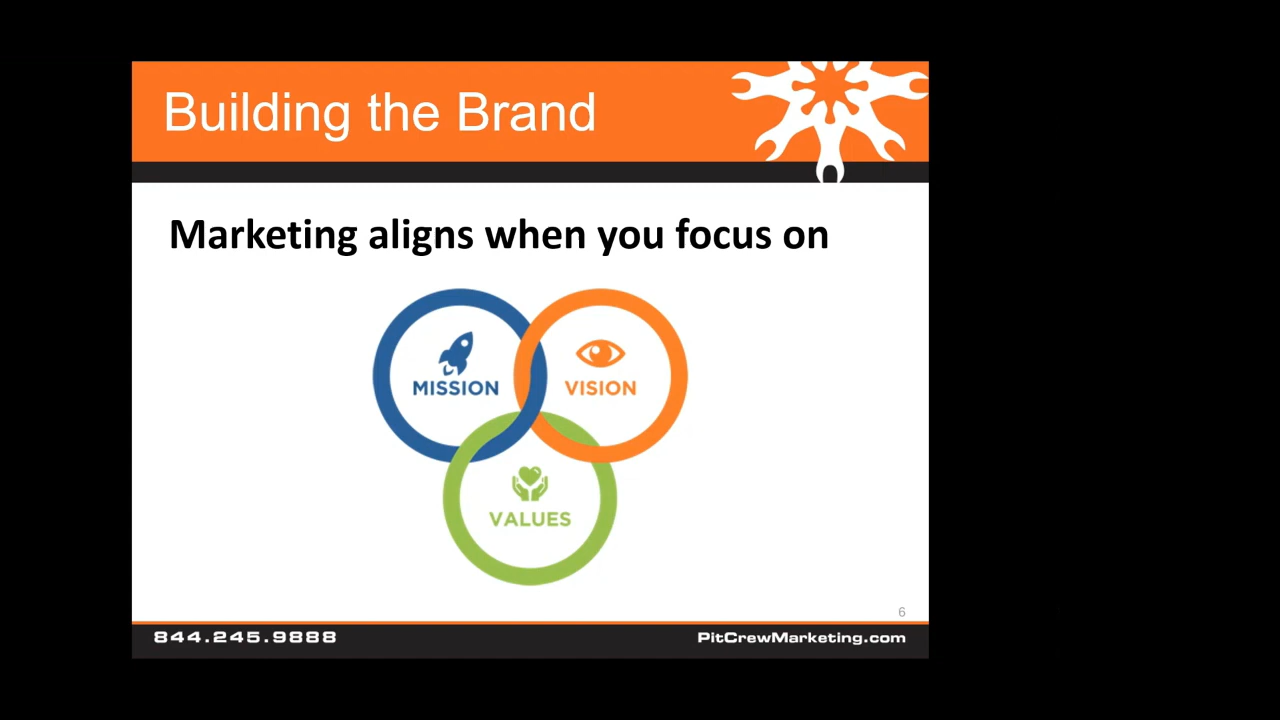 Building the Brand
Marketing aligns when you focus on
MISSION
VISION
VALUES
6
844.245.9888
PitCrewMarketing.com